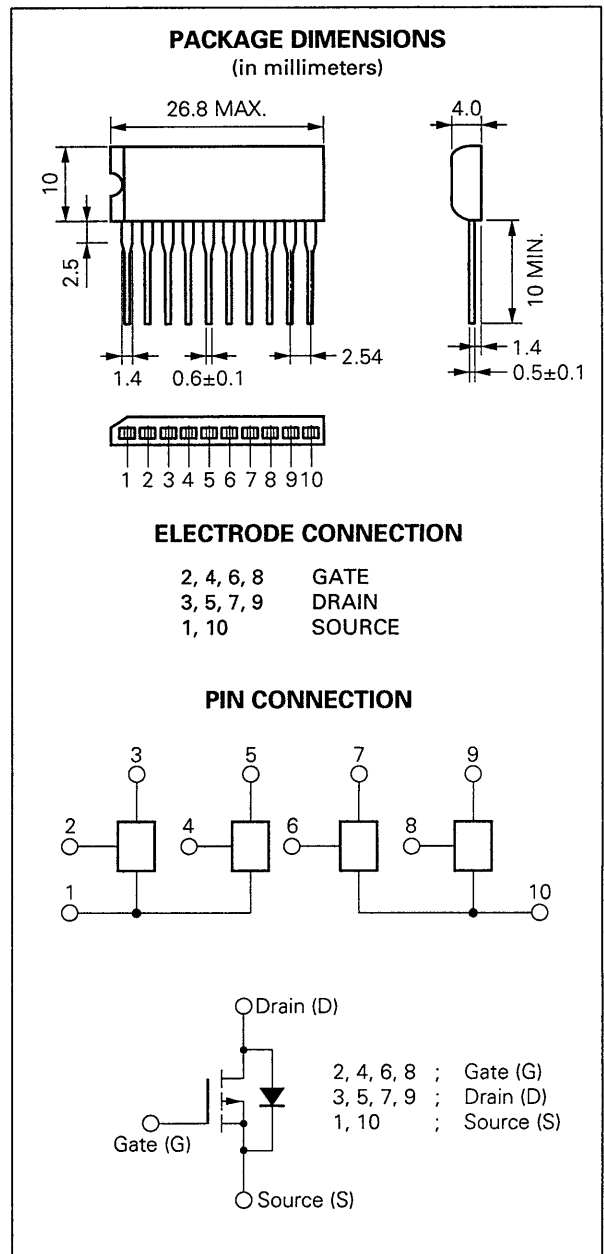 PACKAGE DIMENSIONS
(in millimeters)
26.8 MAX.
4.0
10
2.5
10 MIN.
2.54
1.4
0.6±0.1
1.4
0.5±0.1
1 2 3 4 5 6 7 8 9 10
ELECTRODE CONNECTION
2, 4, 6, 8 GATE
3, 5, 7, 9 DRAIN
1, 10 SOURCE
PIN CONNECTION
3 5 7 9
2 4 6 8
1 10
Drain (D)
2, 4, 6, 8 ; Gate (G)
3, 5, 7, 9 ; Drain (D)
1, 10 ; Source (S)
Gate (G)
Source (S)